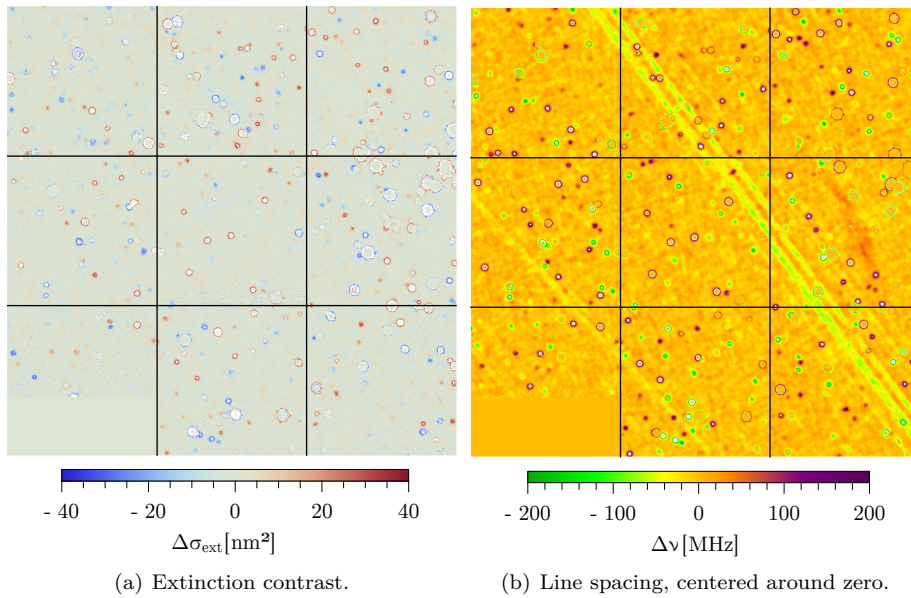 - 40 - 20 0 20 40
Δσext[nm²]
(a) Extinction contrast.
- 200 - 100 0 100 200
Δν[MHz]
(b) Line spacing, centered around zero.